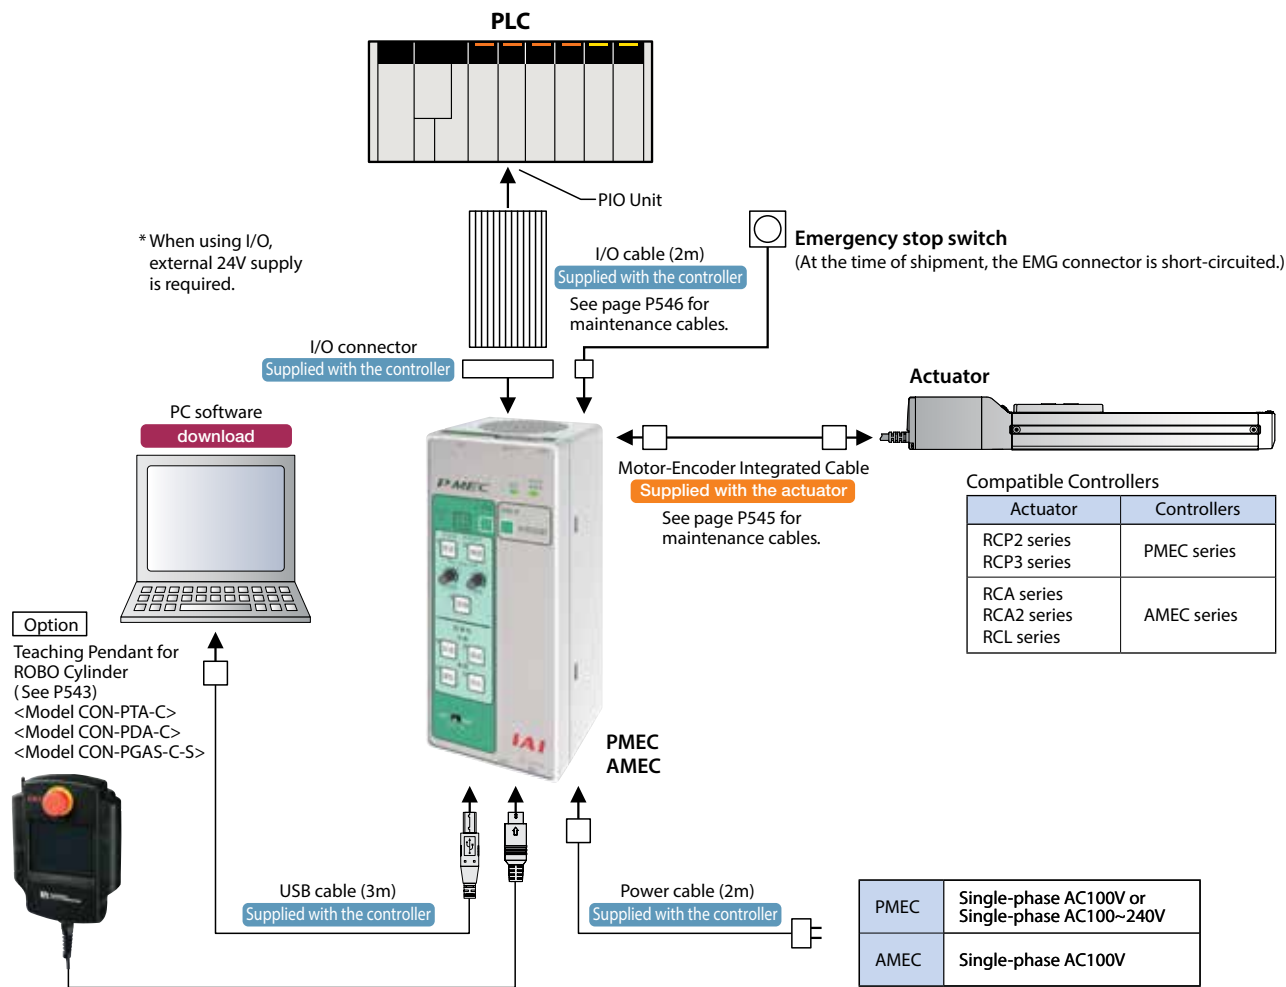 PLC
PIO Unit
* When using I/O,
external 24V supply
is required.
I/O cable (2m)
Supplied with the controller
See page P546 for
maintenance cables.
Emergency stop switch
(At the time of shipment, the EMG connector is short-circuited.)
I/O connector
Supplied with the controller
Actuator
PC software
download
Motor-Encoder Integrated Cable
Supplied with the actuator
See page P545 for
maintenance cables.
Compatible Controllers
Actuator Controllers
RCP2 series
RCP3 series
PMEC series
RCA series
RCA2 series
RCL series
AMEC series
PMEC
IAI
Option
Teaching Pendant for
ROBO Cylinder
(See P543)
<Model CON-PTA-C>
<Model CON-PDA-C>
<Model CON-PGAS-C-S>
PMEC
AMEC
USB cable (3m)
Supplied with the controller
Power cable (2m)
Supplied with the controller
PMEC Single-phase AC100V or
Single-phase AC100~240V
AMEC Single-phase AC100V